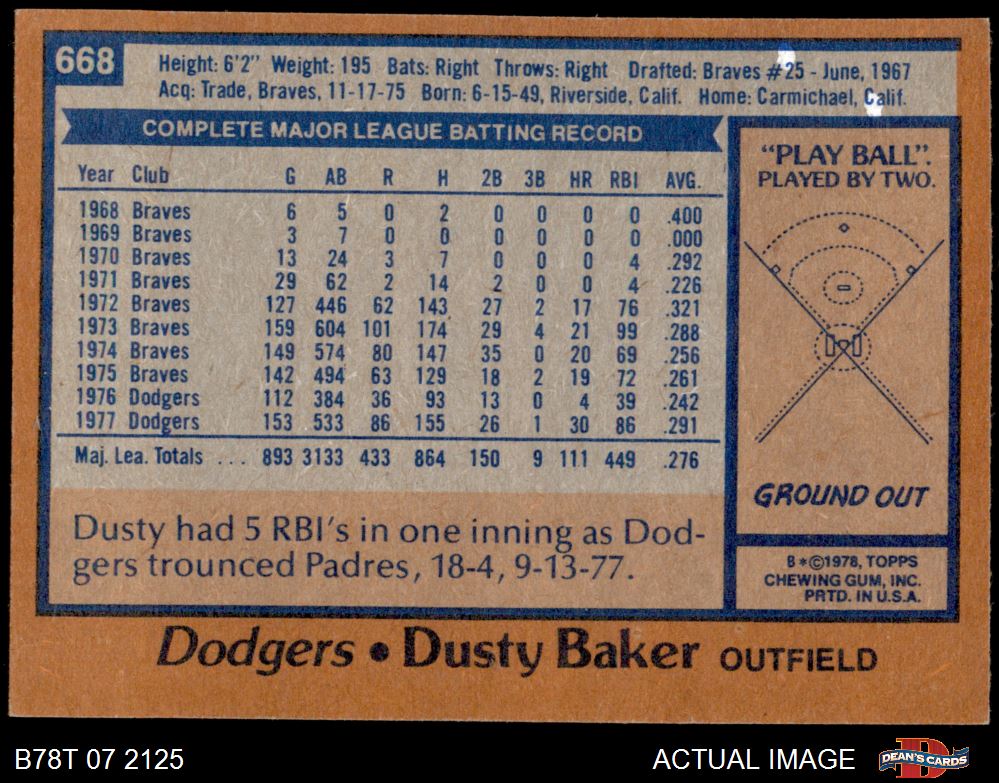 668
Height: 6'2" Weight: 195 Bats: Right Throws: Right Drafted: Braves #25 - June, 1967
Acq: Trade, Braves, 11-17-75 Born: 6-15-49, Riverside, Calif. Home: Carmichael, Calif.
COMPLETE MAJOR LEAGUE BATTING RECORD
Year Club G AB R H 2B 3B HR RBI AVG.
1968 Braves 6 5 0 2 0 0 0 0 .400
1969 Braves 3 7 0 0 0 0 0 0 .000
1970 Braves 13 24 3 7 0 0 0 4 .292
1971 Braves 29 62 2 14 2 0 0 4 .226
1972 Braves 127 446 62 143 27 2 17 76 .321
1973 Braves 159 604 101 174 29 4 21 99 .288
1974 Braves 149 574 80 147 35 0 20 69 .256
1975 Braves 142 494 63 129 18 2 19 72 .261
1976 Dodgers 112 384 36 93 13 0 4 39 .242
1977 Dodgers 153 533 86 155 26 1 30 86 .291
Maj. Lea. Totals ... 893 3133 433 864 150 9 111 449 .276
Dusty had 5 RBI's in one inning as Dod-
gers trounced Padres, 18-4, 9-13-77.
"PLAY BALL".
PLAYED BY TWO.
GROUND OUT
B*©1978, TOPPS
CHEWING GUM, INC.
PRTD. IN U.S.A.
Dodgers • Dusty Baker OUTFIELD
B78T 07 2125
ACTUAL IMAGE
DEAN'S CARDS